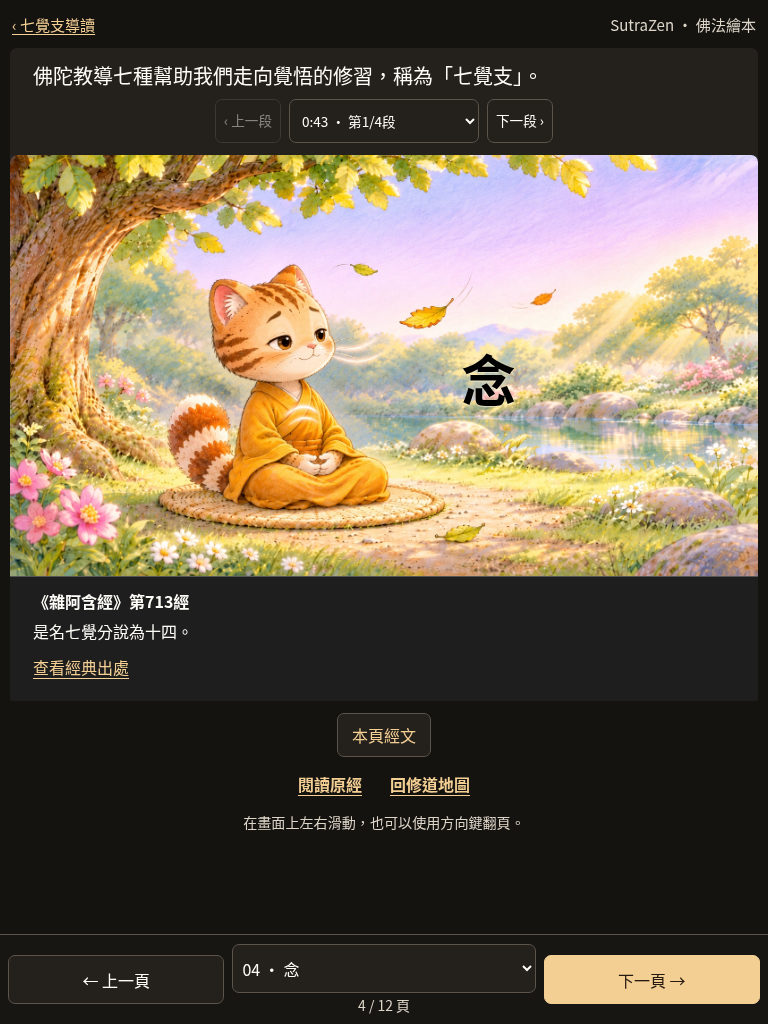 ‹ 七覺支導讀
SutraZen · 佛法繪本
佛陀教導七種幫助我們走向覺悟的修習，稱為「七覺支」。
‹ 上一段
0:43 · 第1/4段
下一段 ›
念
《雜阿含經》第713經
是名七覺分說為十四。
查看經典出處
本頁經文
閱讀原經
回修道地圖
在畫面上左右滑動，也可以使用方向鍵翻頁。
← 上一頁
04 · 念
下一頁 →
4 / 12 頁